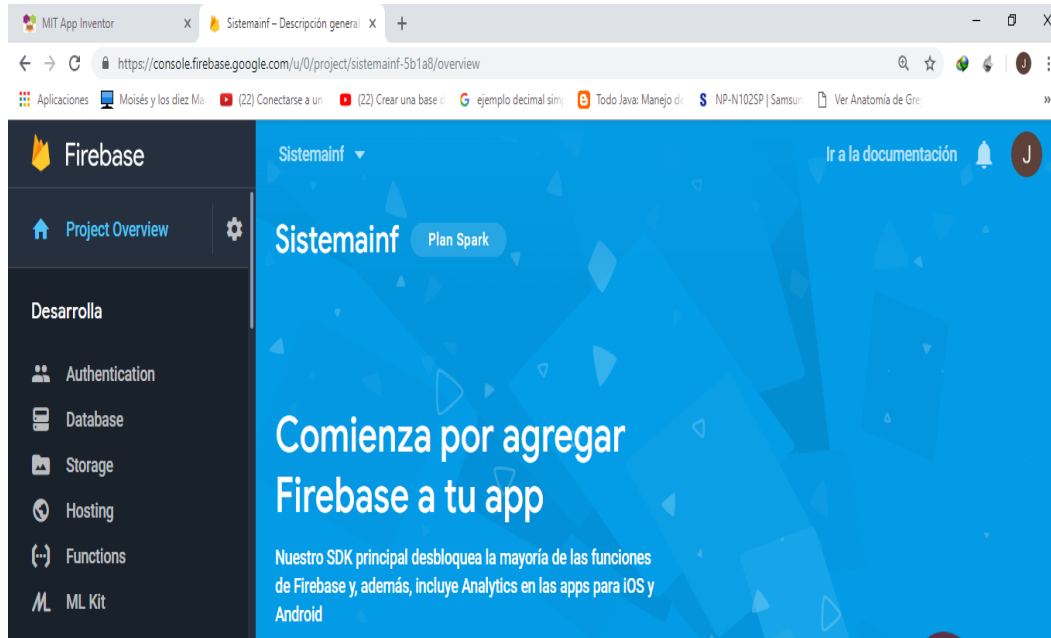 MIT App Inventor
Sistemainf – Descripción general
https://console.firebase.google.com/u/0/project/sistemainf-5b1a8/overview
Aplicaciones
Moisés y los diez Ma
(22) Conectarse a un
(22) Crear una base d
ejemplo decimal sim
Todo Java: Manejo de
NP-N102SP | Samsun
Ver Anatomía de Gre
Firebase
Sistemainf
Ir a la documentación
J
Project Overview
Sistemainf
Plan Spark
Desarrolla
Authentication
Database
Storage
Hosting
Functions
ML Kit
Comienza por agregar
Firebase a tu app
Nuestro SDK principal desbloquea la mayoría de las funciones
de Firebase y, además, incluye Analytics en las apps para iOS y
Android